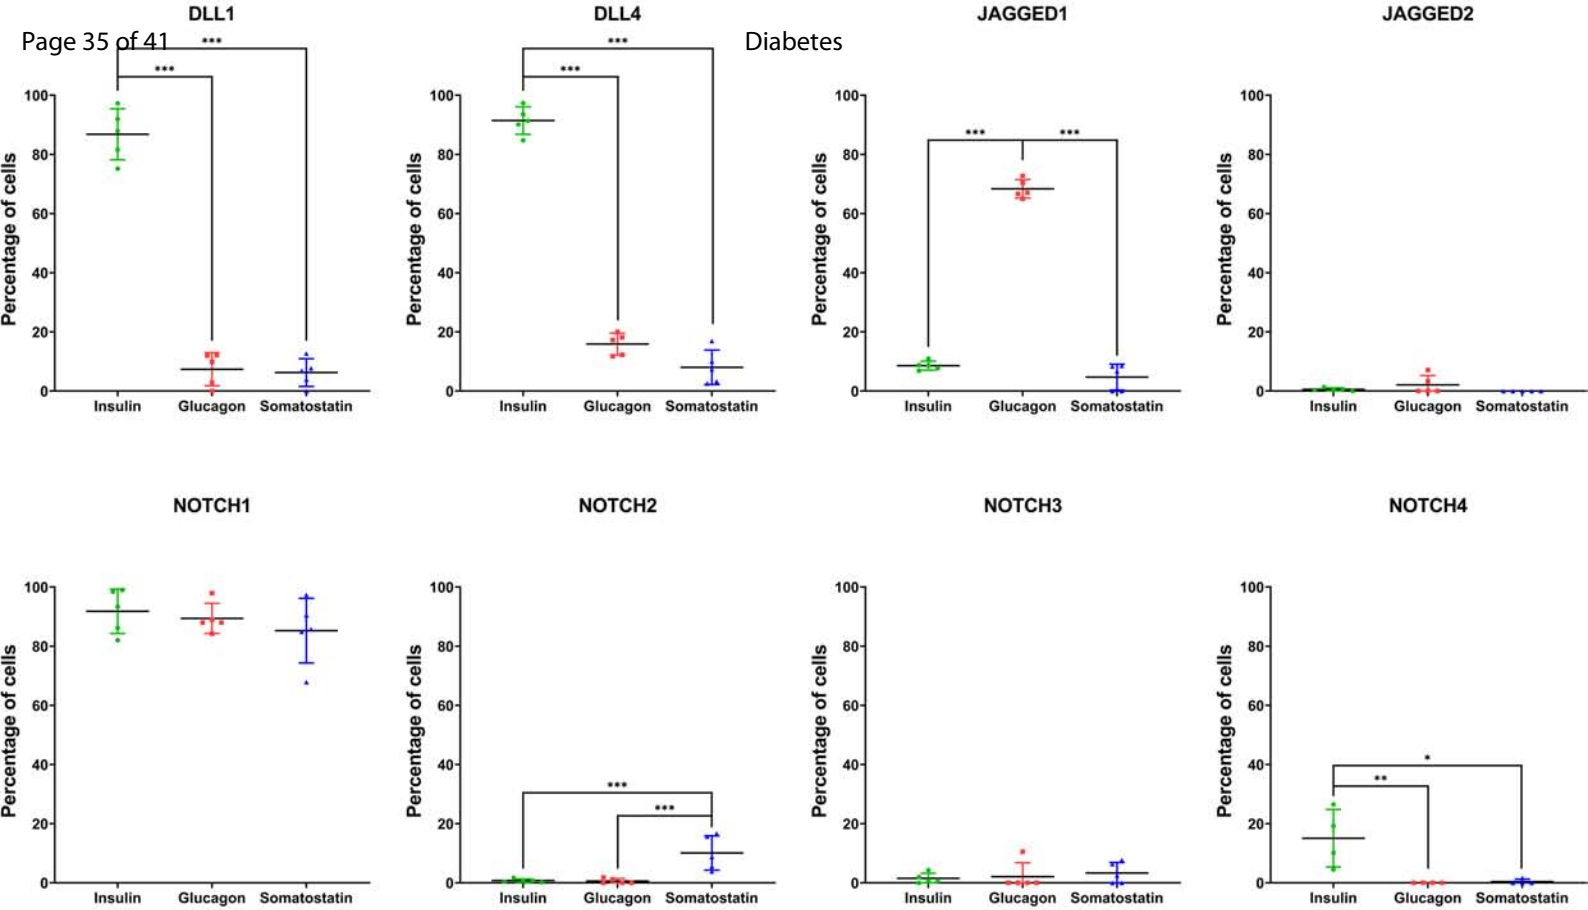 DLL1 DLL4 JAGGED1 JAGGED2
Page 35 of 41 Diabetes
*** ***
*** ***
100 100 100 100
*** ***
80 80 80 80
60 60 60 60
40 40 40 40
20 20 20 20
0 0 0 0
Percentage of cells Percentage of cells Percentage of cells Percentage of cells
Insulin Glucagon Somatostatin Insulin Glucagon Somatostatin Insulin Glucagon Somatostatin Insulin Glucagon Somatostatin
NOTCH1 NOTCH2 NOTCH3 NOTCH4
100 100 100 100
80 80 80 80
60 60 60 60
40 40 40 40
* 
*** **
***
20 20 20 20
0 0 0 0
Percentage of cells Percentage of cells Percentage of cells Percentage of cells
Insulin Glucagon Somatostatin Insulin Glucagon Somatostatin Insulin Glucagon Somatostatin Insulin Glucagon Somatostatin